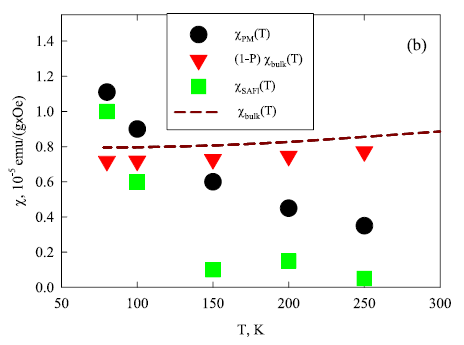 χPM(T)
(1-P) χbulk(T)
χSAFI(T)
χbulk(T)
(b)
1.4
1.2
1.0
0.8
0.6
0.4
0.2
0.0
χ, 10⁻⁵ emu/(gxOe)
50 100 150 200 250 300
T, K